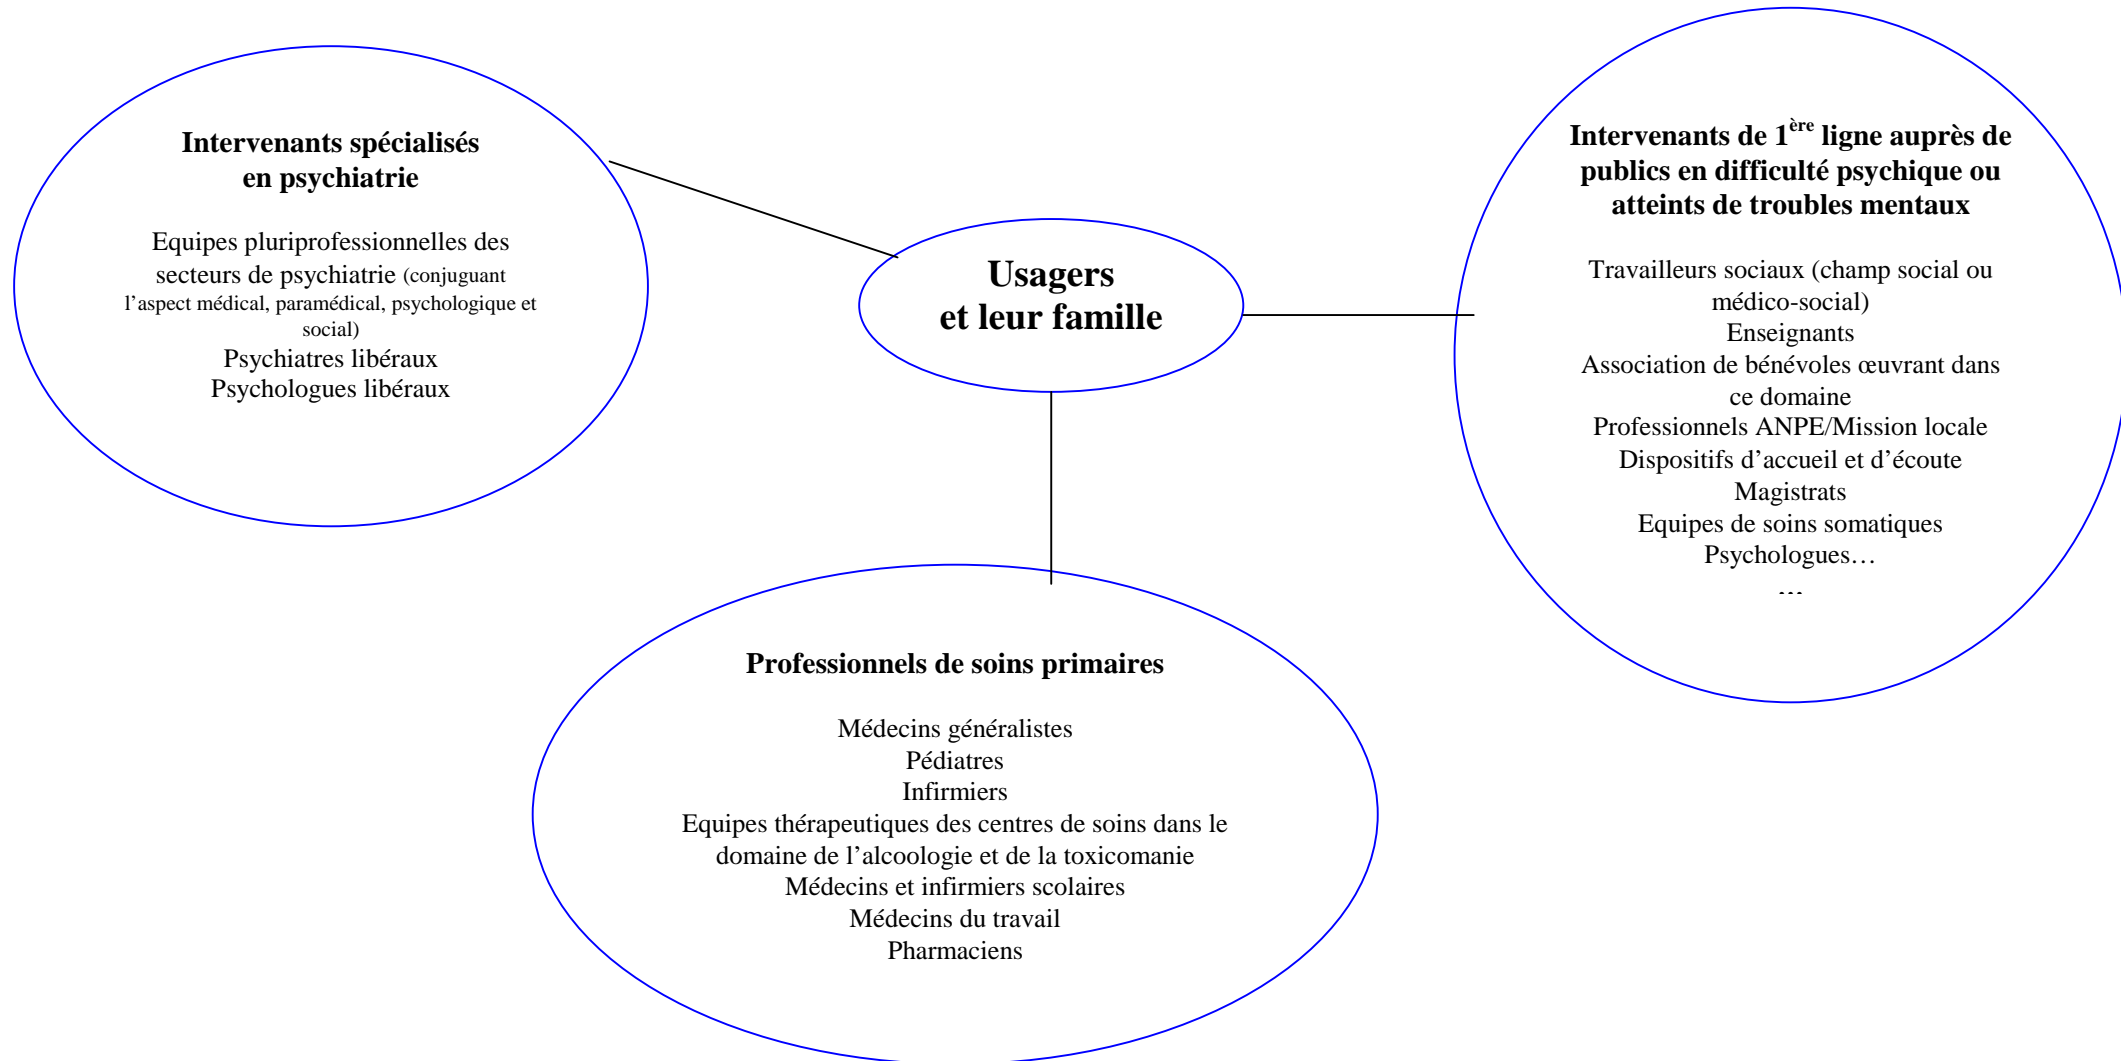 Intervenants spécialisés
en psychiatrie
Equipes pluriprofessionnelles des
secteurs de psychiatrie (conjuguant
l’aspect médical, paramédical, psychologique et
social)
Psychiatres libéraux
Psychologues libéraux
Usagers
et leur famille
Intervenants de 1ère ligne auprès de
publics en difficulté psychique ou
atteints de troubles mentaux
Travailleurs sociaux (champ social ou
médico-social)
Enseignants
Association de bénévoles œuvrant dans
ce domaine
Professionnels ANPE/Mission locale
Dispositifs d’accueil et d’écoute
Magistrats
Equipes de soins somatiques
Psychologues…
…
Professionnels de soins primaires
Médecins généralistes
Pédiatres
Infirmiers
Equipes thérapeutiques des centres de soins dans le
domaine de l’alcoologie et de la toxicomanie
Médecins et infirmiers scolaires
Médecins du travail
Pharmaciens